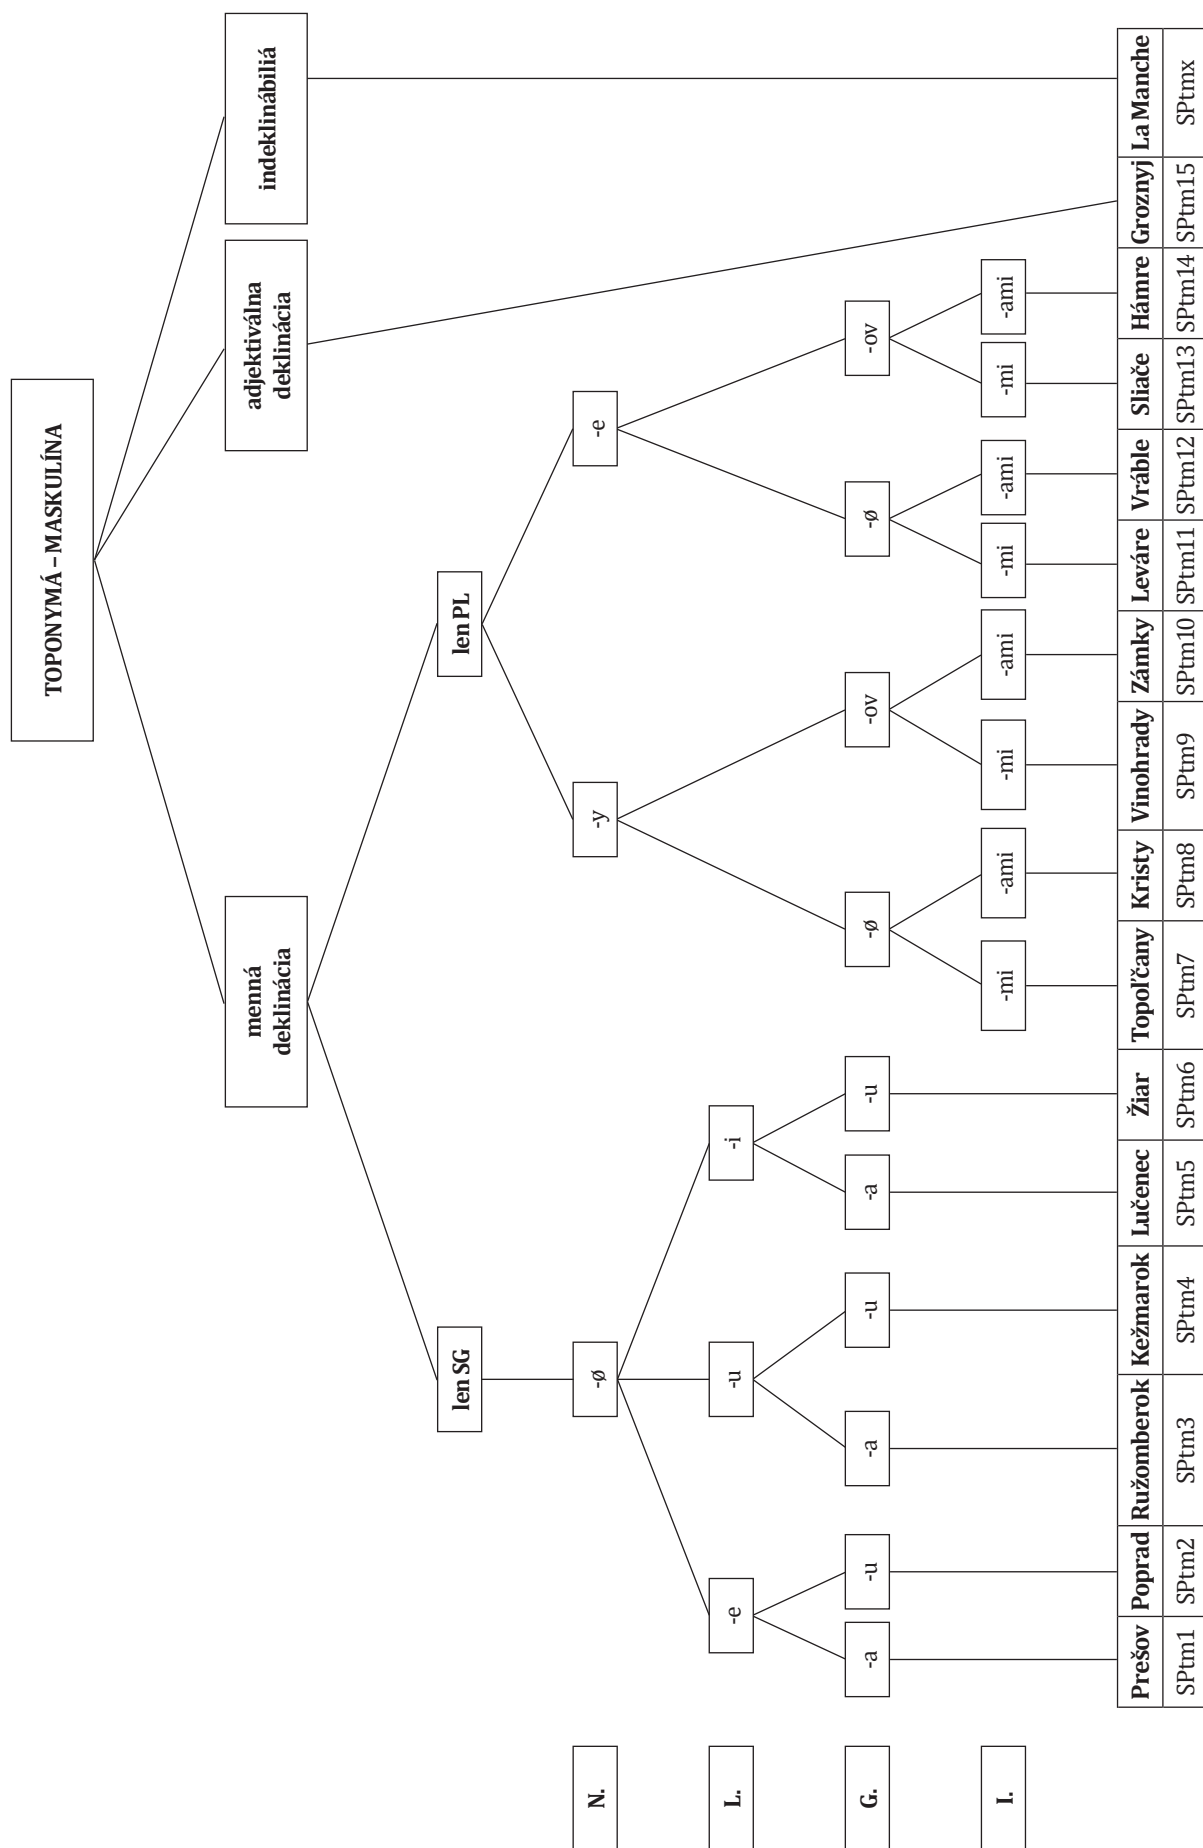 TOPONYMÁ – MASKULÍNA
menná
deklinácia
adjektiválna
deklinácia
indeklinábiliá
len SG
len PL
N.
-ø
-y
-e
L.
-e
-u
-i
G.
-a
-u
-a
-u
-a
-u
-ø
-ov
-ø
-ov
I.
-mi
-ami
-mi
-ami
-mi
-ami
-mi
-ami
Prešov Poprad Ružomberok Kežmarok Lučenec Žiar Topoľčany Kristy Vinohrady Zámky Leváre Vráble Sliače Hámre Groznyj La Manche
SPtm1 SPtm2 SPtm3 SPtm4 SPtm5 SPtm6 SPtm7 SPtm8 SPtm9 SPtm10 SPtm11 SPtm12 SPtm13 SPtm14 SPtm15 SPtmx